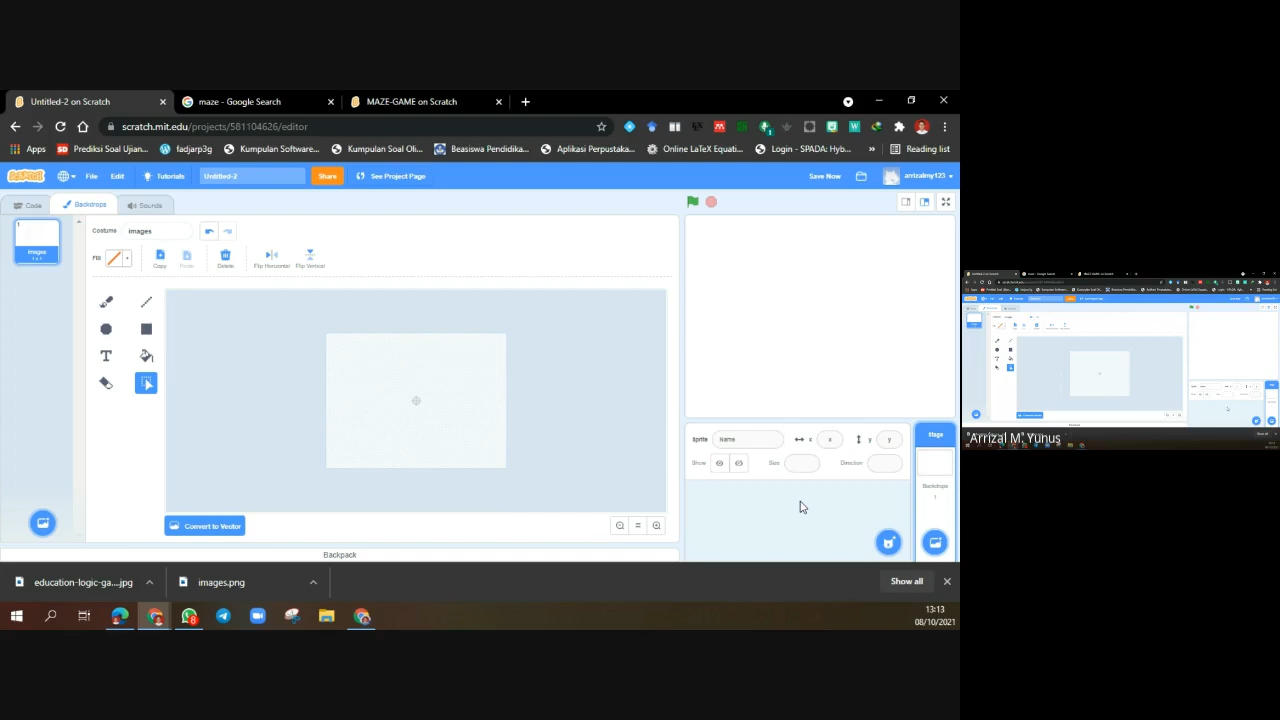 Untitled-2 on Scratch
maze - Google Search
MAZE-GAME on Scratch
scratch.mit.edu/projects/581104626/editor
Apps
Prediksi Soal Ujian...
fadjarp3g
Kumpulan Software...
Kumpulan Soal Oli...
Beasiswa Pendidika...
Aplikasi Perpustaka...
Online LaTeX Equati...
Login - SPADA: Hyb...
»
Reading list
SCRATCH
File
Edit
Tutorials
Untitled-2
Share
See Project Page
Save Now
arrizalmy123
Code
Backdrops
Sounds
1
images
Costume
images
Fill
Copy
Paste
Delete
Flip Horizontal
Flip Vertical
T
Convert to Vector
Backpack
Sprite
Name
x
x
y
y
Show
Size
Direction
Stage
Backdrops
1
education-logic-ga....jpg
images.png
Show all
8
13:13
08/10/2021
Arrizal M. Yunus